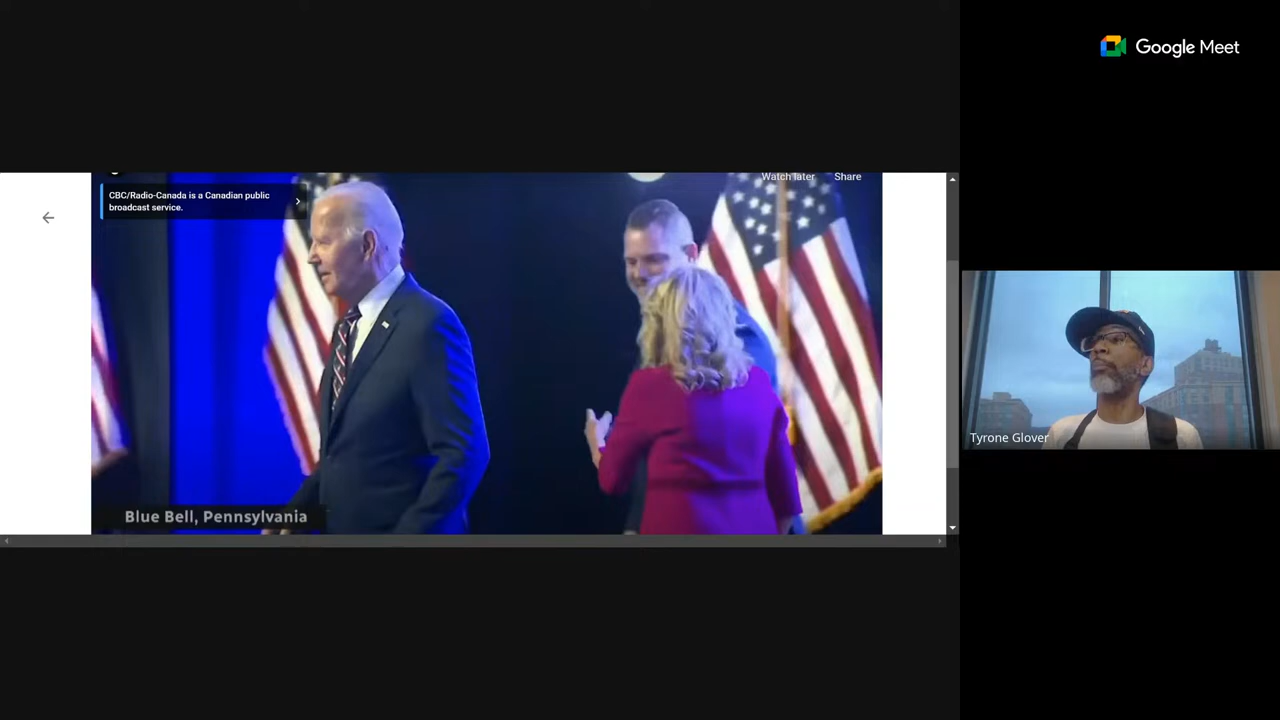 Google Meet
Watch later Share
CBC/Radio-Canada is a Canadian public
broadcast service.
Tyrone Glover
Blue Bell, Pennsylvania